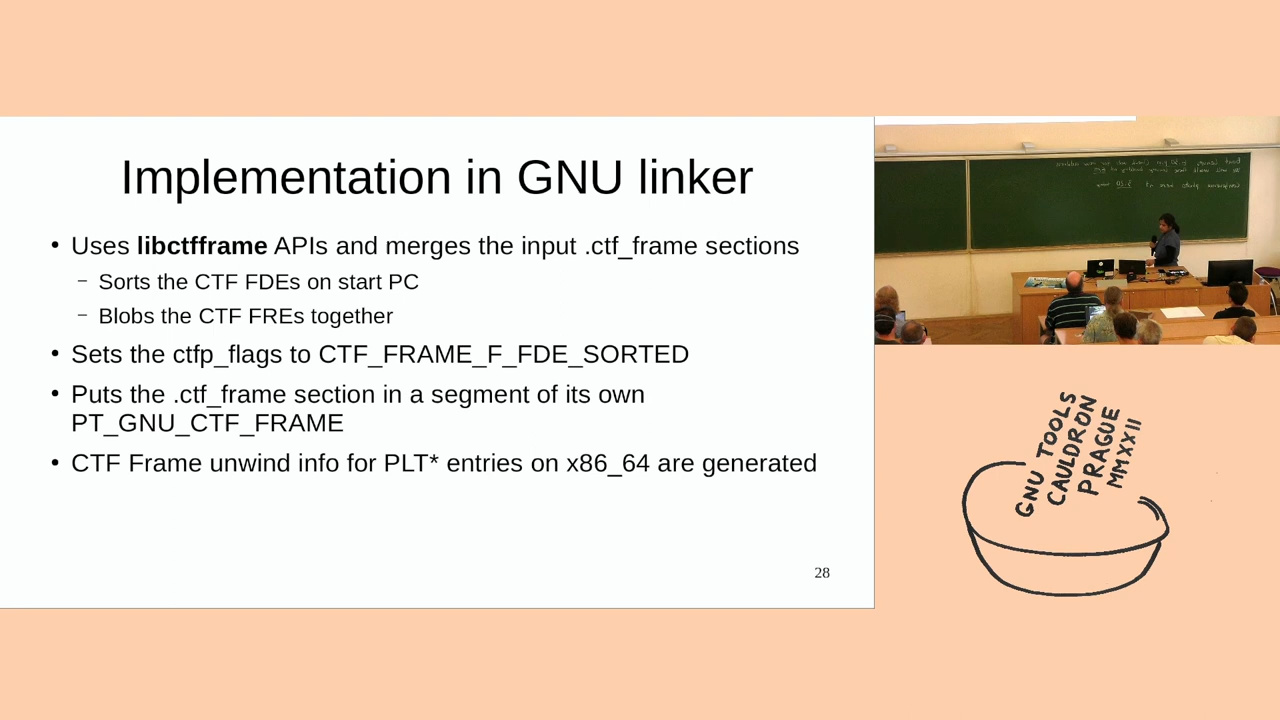 Implementation in GNU linker
• Uses libctfframe APIs and merges the input .ctf_frame sections
– Sorts the CTF FDEs on start PC
– Blobs the CTF FREs together
• Sets the ctfp_flags to CTF_FRAME_F_FDE_SORTED
• Puts the .ctf_frame section in a segment of its own
PT_GNU_CTF_FRAME
• CTF Frame unwind info for PLT* entries on x86_64 are generated
28
GNU TOOLS
CAULDRON
PRAGUE
MMXXII